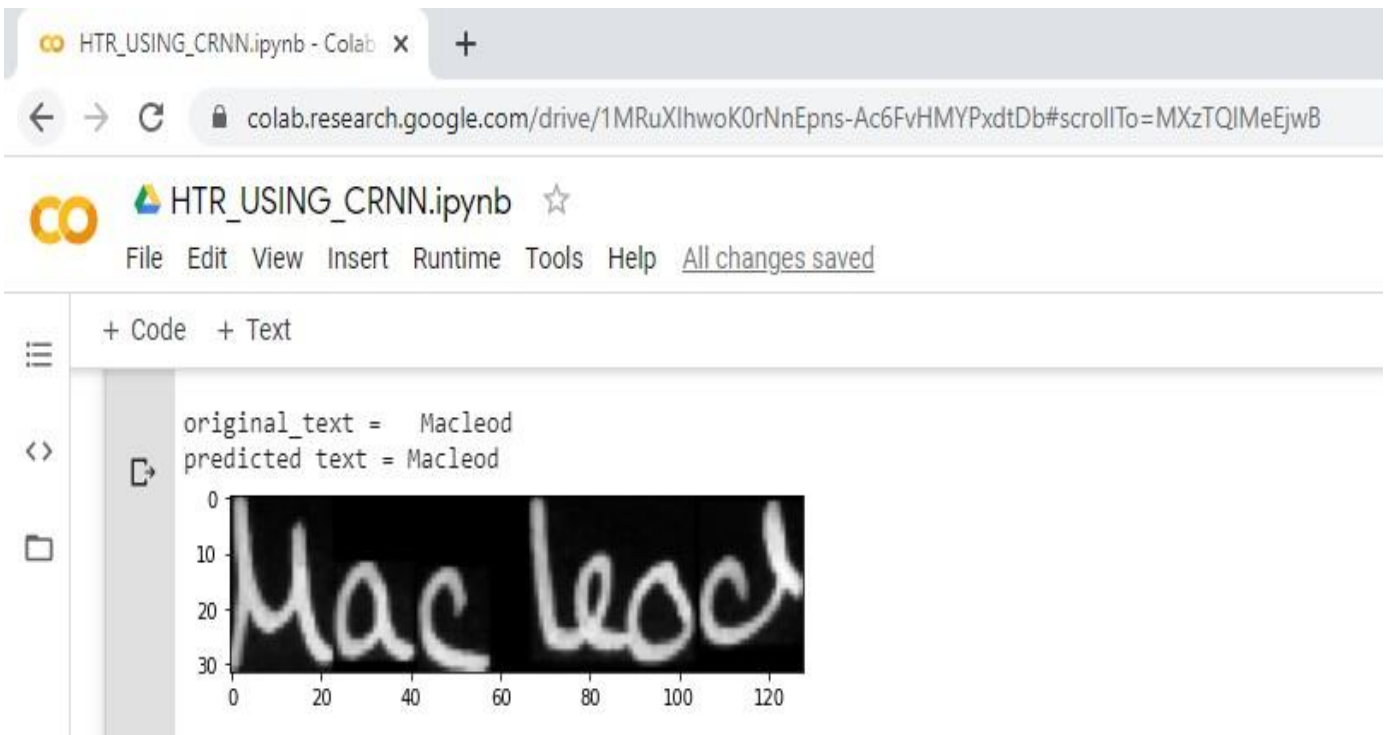 HTR_USING_CRNN.ipynb - Colab
colab.research.google.com/drive/1MRuXIhwoK0rNnEpns-Ac6FvHMYPxdtDb#scrollTo=MXzTQIMeEjwB
CO HTR_USING_CRNN.ipynb
File Edit View Insert Runtime Tools Help All changes saved
+ Code + Text
original_text = Macleod
predicted text = Macleod
0
10
20
30
Mac leod
0 20 40 60 80 100 120